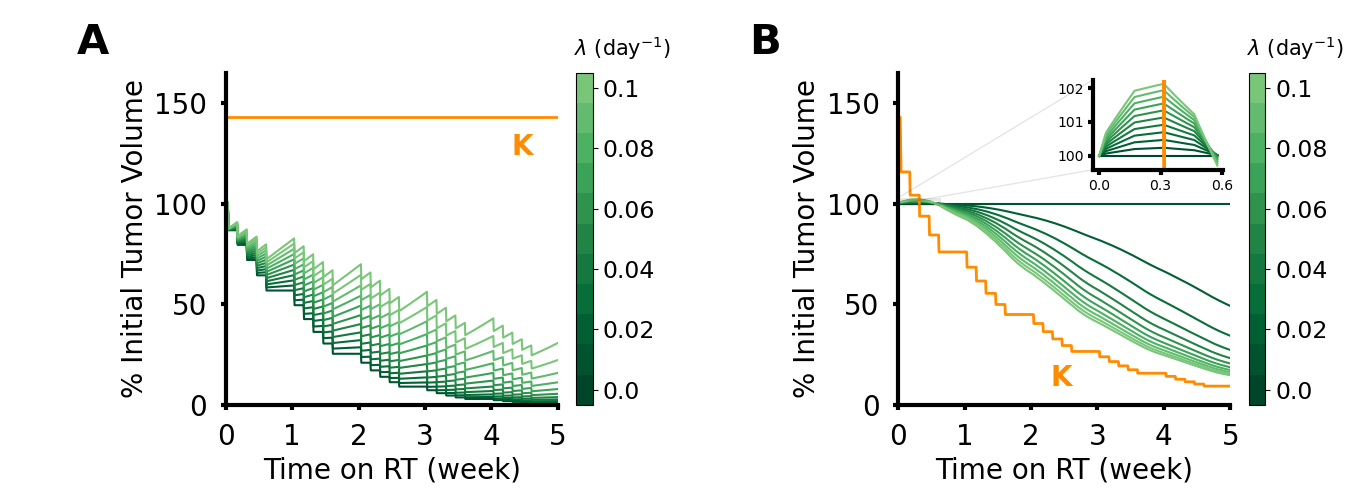 A
λ (day⁻¹)
% Initial Tumor Volume
150
100
50
0
K
0.1
0.08
0.06
0.04
0.02
0.0
0 1 2 3 4 5
Time on RT (week)
B
λ (day⁻¹)
% Initial Tumor Volume
150
100
50
0
102
101
100
0.0 0.3 0.6
K
0.1
0.08
0.06
0.04
0.02
0.0
0 1 2 3 4 5
Time on RT (week)